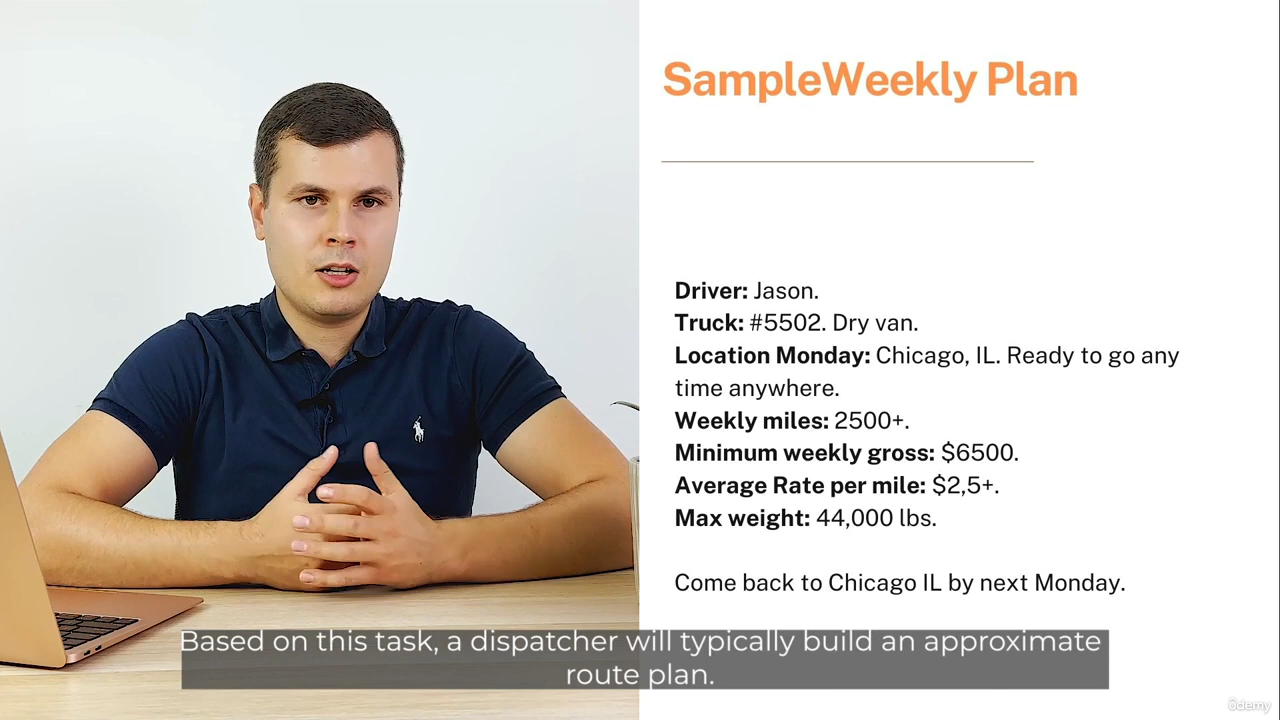 SampleWeekly Plan
Driver: Jason.
Truck: #5502. Dry van.
Location Monday: Chicago, IL. Ready to go any
time anywhere.
Weekly miles: 2500+.
Minimum weekly gross: $6500.
Average Rate per mile: $2,5+.
Max weight: 44,000 lbs.
Come back to Chicago IL by next Monday.
Based on this task, a dispatcher will typically build an approximate
route plan.
ûdemy